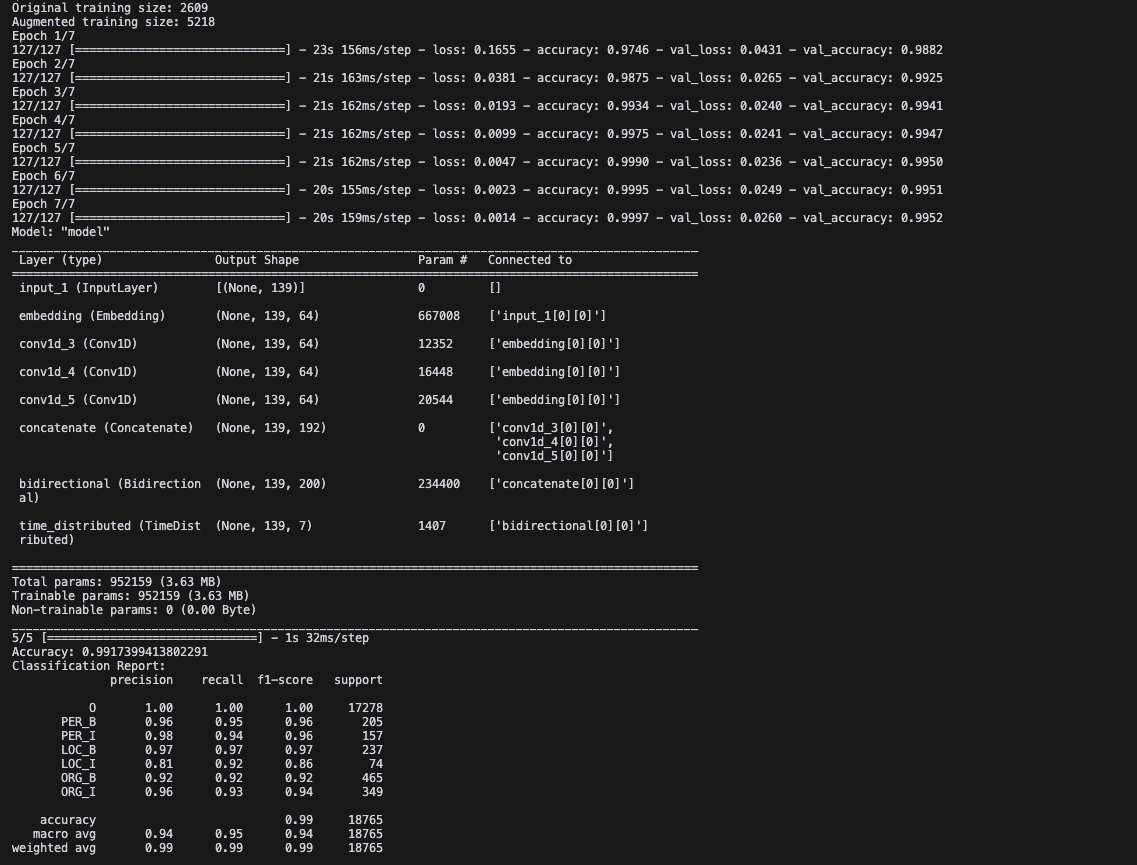 Original training size: 2609
Augmented training size: 5218
Epoch 1/7
127/127 [==============================] - 23s 156ms/step - loss: 0.1655 - accuracy: 0.9746 - val_loss: 0.0431 - val_accuracy: 0.9882
Epoch 2/7
127/127 [==============================] - 21s 163ms/step - loss: 0.0381 - accuracy: 0.9875 - val_loss: 0.0265 - val_accuracy: 0.9925
Epoch 3/7
127/127 [==============================] - 21s 162ms/step - loss: 0.0193 - accuracy: 0.9934 - val_loss: 0.0240 - val_accuracy: 0.9941
Epoch 4/7
127/127 [==============================] - 21s 162ms/step - loss: 0.0099 - accuracy: 0.9975 - val_loss: 0.0241 - val_accuracy: 0.9947
Epoch 5/7
127/127 [==============================] - 21s 162ms/step - loss: 0.0047 - accuracy: 0.9990 - val_loss: 0.0236 - val_accuracy: 0.9950
Epoch 6/7
127/127 [==============================] - 20s 155ms/step - loss: 0.0023 - accuracy: 0.9995 - val_loss: 0.0249 - val_accuracy: 0.9951
Epoch 7/7
127/127 [==============================] - 20s 159ms/step - loss: 0.0014 - accuracy: 0.9997 - val_loss: 0.0260 - val_accuracy: 0.9952
Model: "model"
Layer (type) Output Shape Param # Connected to
input_1 (InputLayer) [(None, 139)] 0 []
embedding (Embedding) (None, 139, 64) 667008 ['input_1[0][0]']
conv1d_3 (Conv1D) (None, 139, 64) 12352 ['embedding[0][0]']
conv1d_4 (Conv1D) (None, 139, 64) 16448 ['embedding[0][0]']
conv1d_5 (Conv1D) (None, 139, 64) 20544 ['embedding[0][0]']
concatenate (Concatenate) (None, 139, 192) 0 ['conv1d_3[0][0]',
'conv1d_4[0][0]',
'conv1d_5[0][0]']
bidirectional (Bidirection (None, 139, 200) 234400 ['concatenate[0][0]']
al)
time_distributed (TimeDist (None, 139, 7) 1407 ['bidirectional[0][0]']
ributed)
Total params: 952159 (3.63 MB)
Trainable params: 952159 (3.63 MB)
Non-trainable params: 0 (0.00 Byte)
5/5 [==============================] - 1s 32ms/step
Accuracy: 0.9917399413802291
Classification Report:
precision recall f1-score support
O 1.00 1.00 1.00 17278
PER_B 0.96 0.95 0.96 205
PER_I 0.98 0.94 0.96 157
LOC_B 0.97 0.97 0.97 237
LOC_I 0.81 0.92 0.86 74
ORG_B 0.92 0.92 0.92 465
ORG_I 0.96 0.93 0.94 349
accuracy 0.99 18765
macro avg 0.94 0.95 0.94 18765
weighted avg 0.99 0.99 0.99 18765